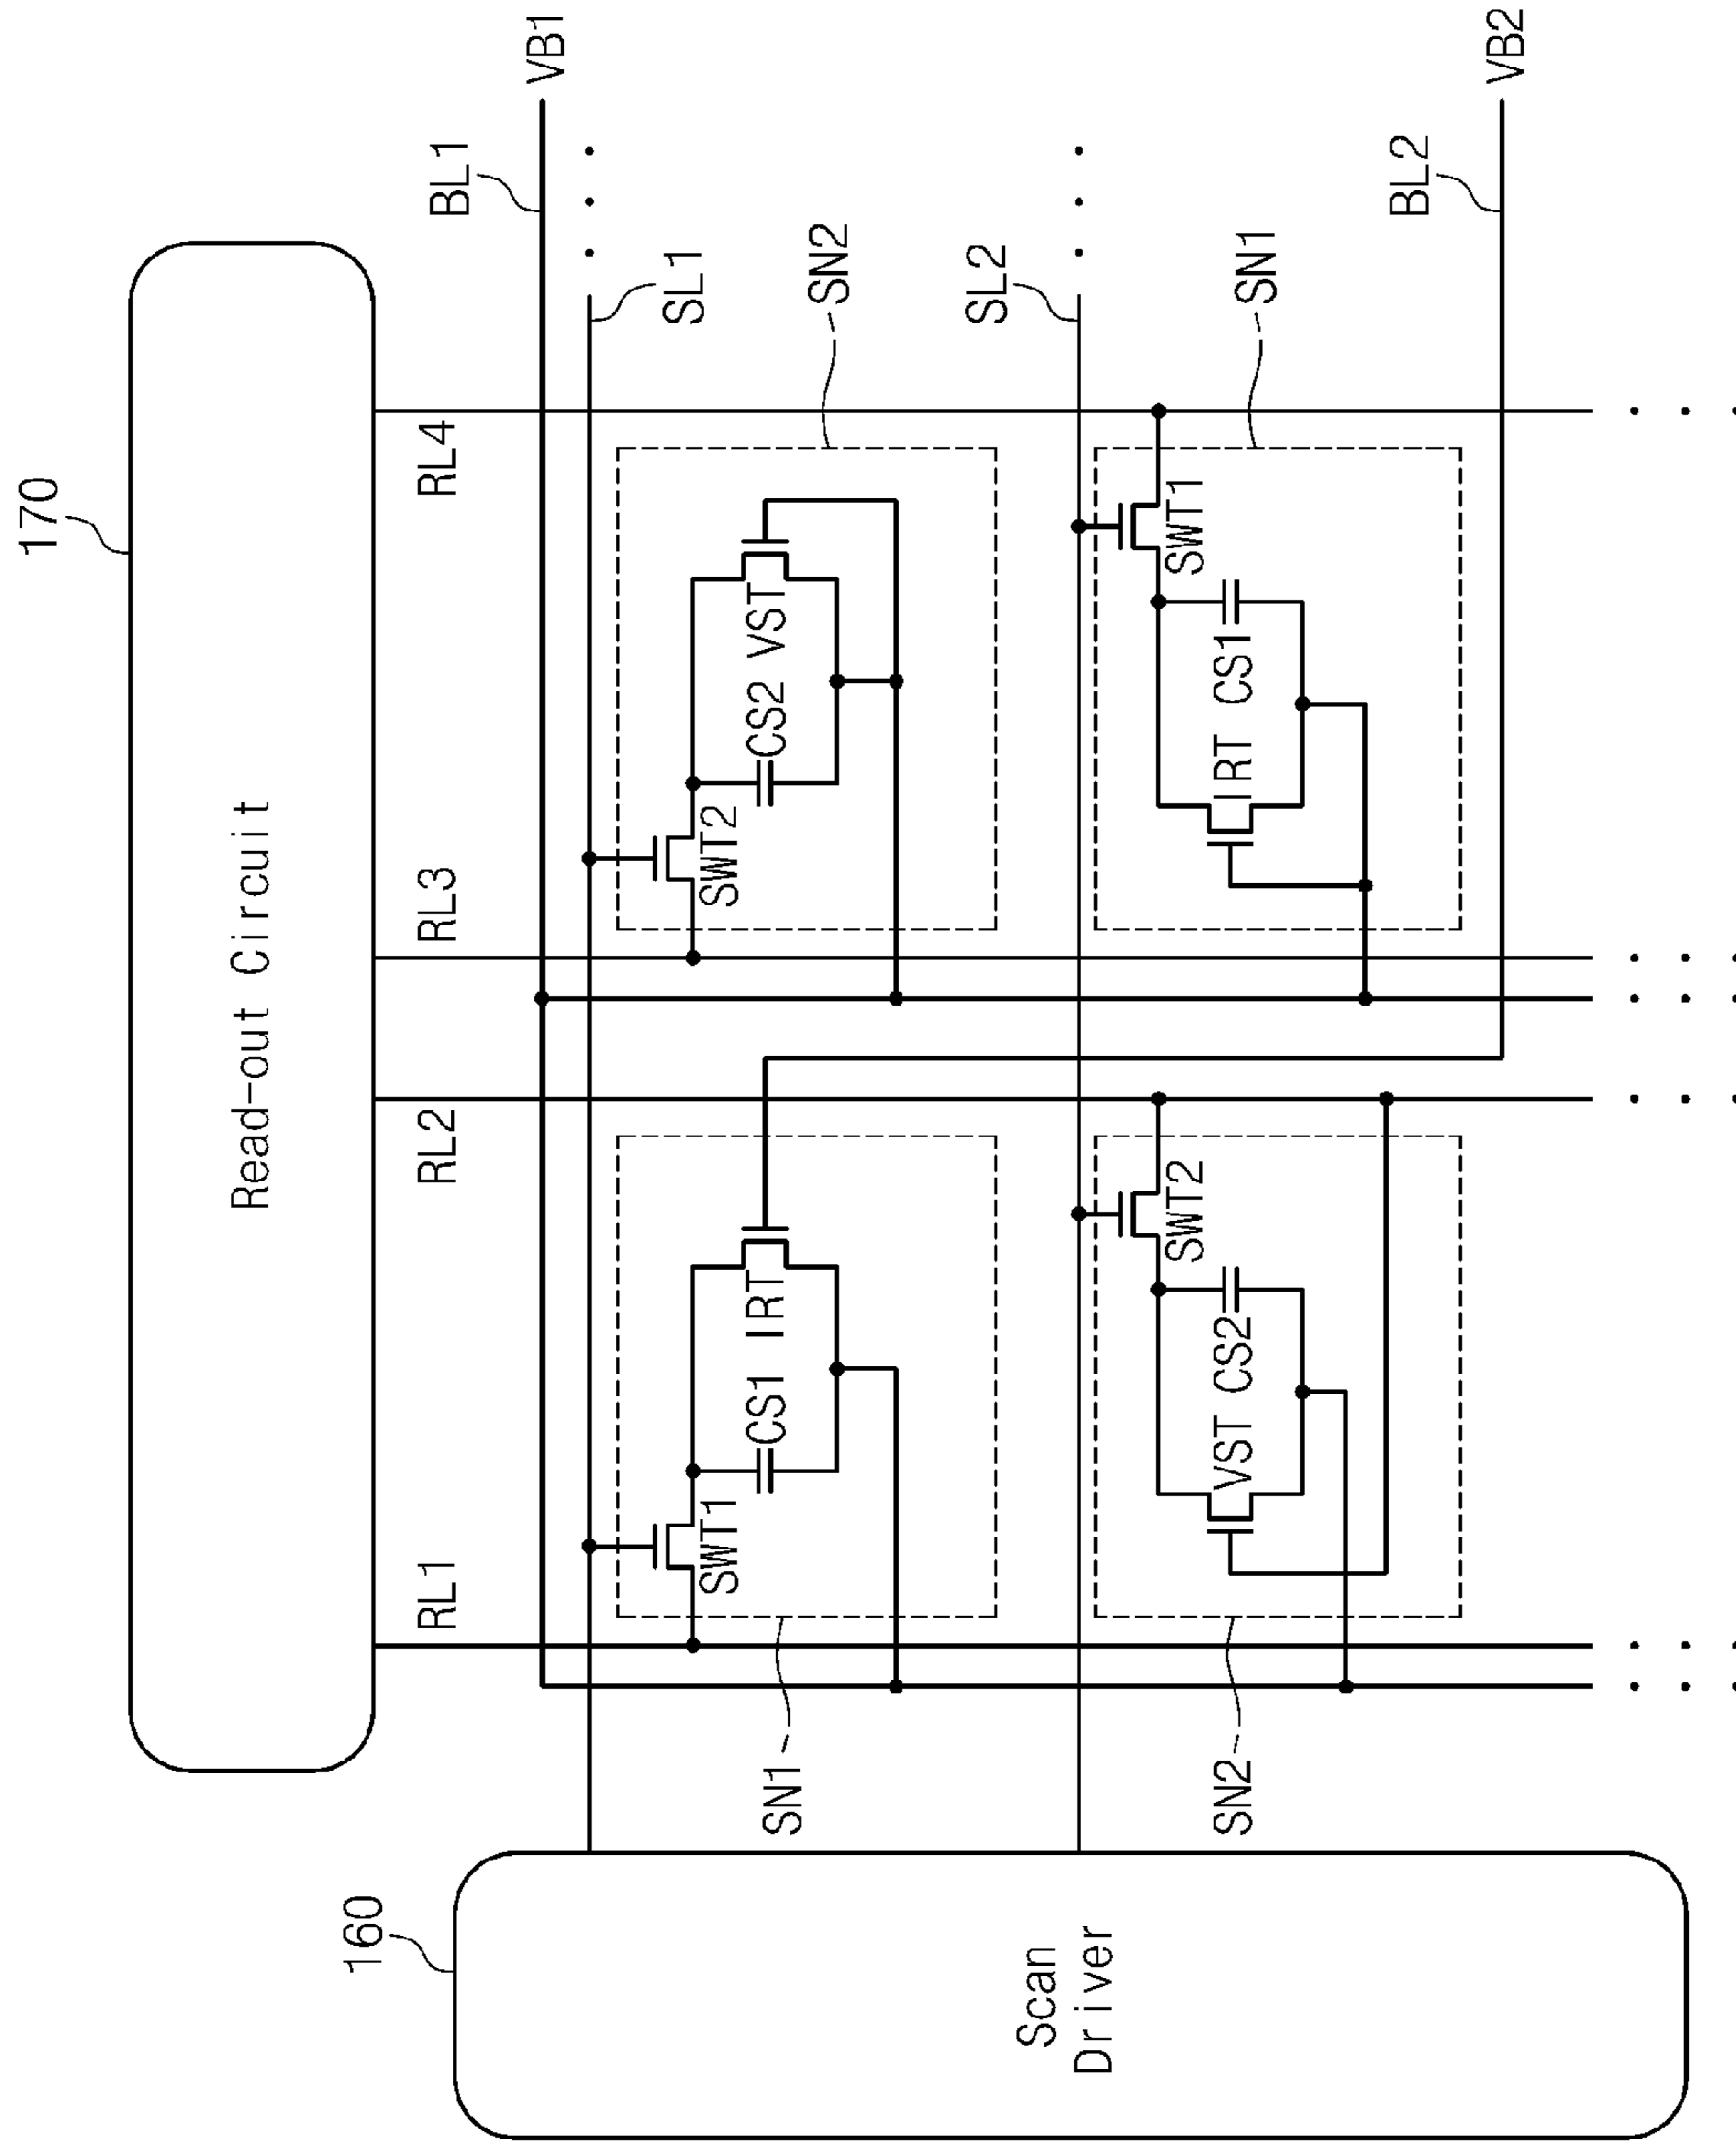 170
Read-out Circuit
RL1
RL2
RL3
RL4
BL1
VB1
160
Scan
Driver
SL1
SN1
SWT1
CS1
IRT
SWT2
CS2
VST
SN2
SL2
SN2
VST
CS2
SWT2
IRT
CS1
SWT1
SN1
BL2
VB2